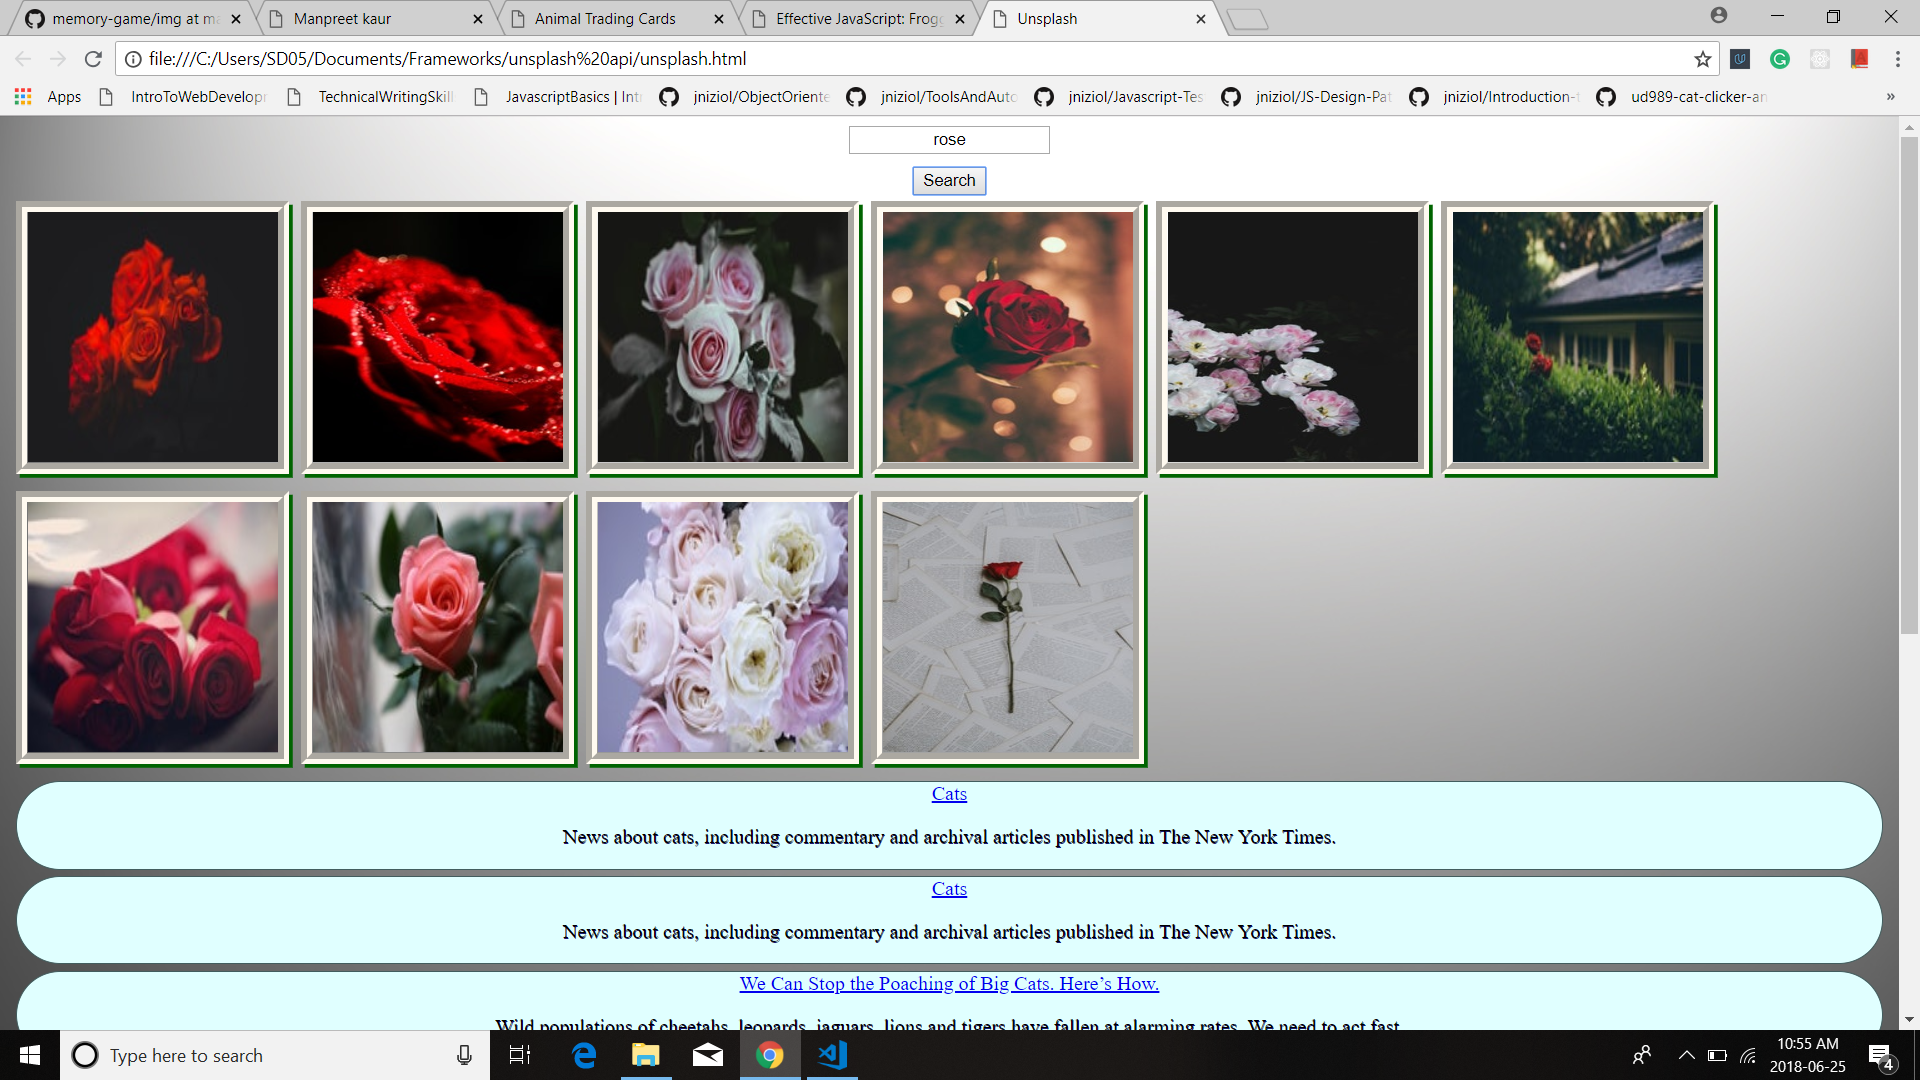 memory-game/img at ma
Manpreet kaur
Animal Trading Cards
Effective JavaScript: Frogg
Unsplash
file:///C:/Users/SD05/Documents/Frameworks/unsplash%20api/unsplash.html
Apps
IntroToWebDevelop
TechnicalWritingSkill
JavascriptBasics | Int
jniziol/ObjectOriente
jniziol/ToolsAndAuto
jniziol/Javascript-Tes
jniziol/JS-Design-Pat
jniziol/Introduction-t
ud989-cat-clicker-an
»
rose
Search
Cats
News about cats, including commentary and archival articles published in The New York Times.
Cats
News about cats, including commentary and archival articles published in The New York Times.
We Can Stop the Poaching of Big Cats. Here’s How.
Wild populations of cheetahs, leopards, jaguars, lions and tigers have fallen at alarming rates. We need to act fast.
Type here to search
10:55 AM
2018-06-25
4